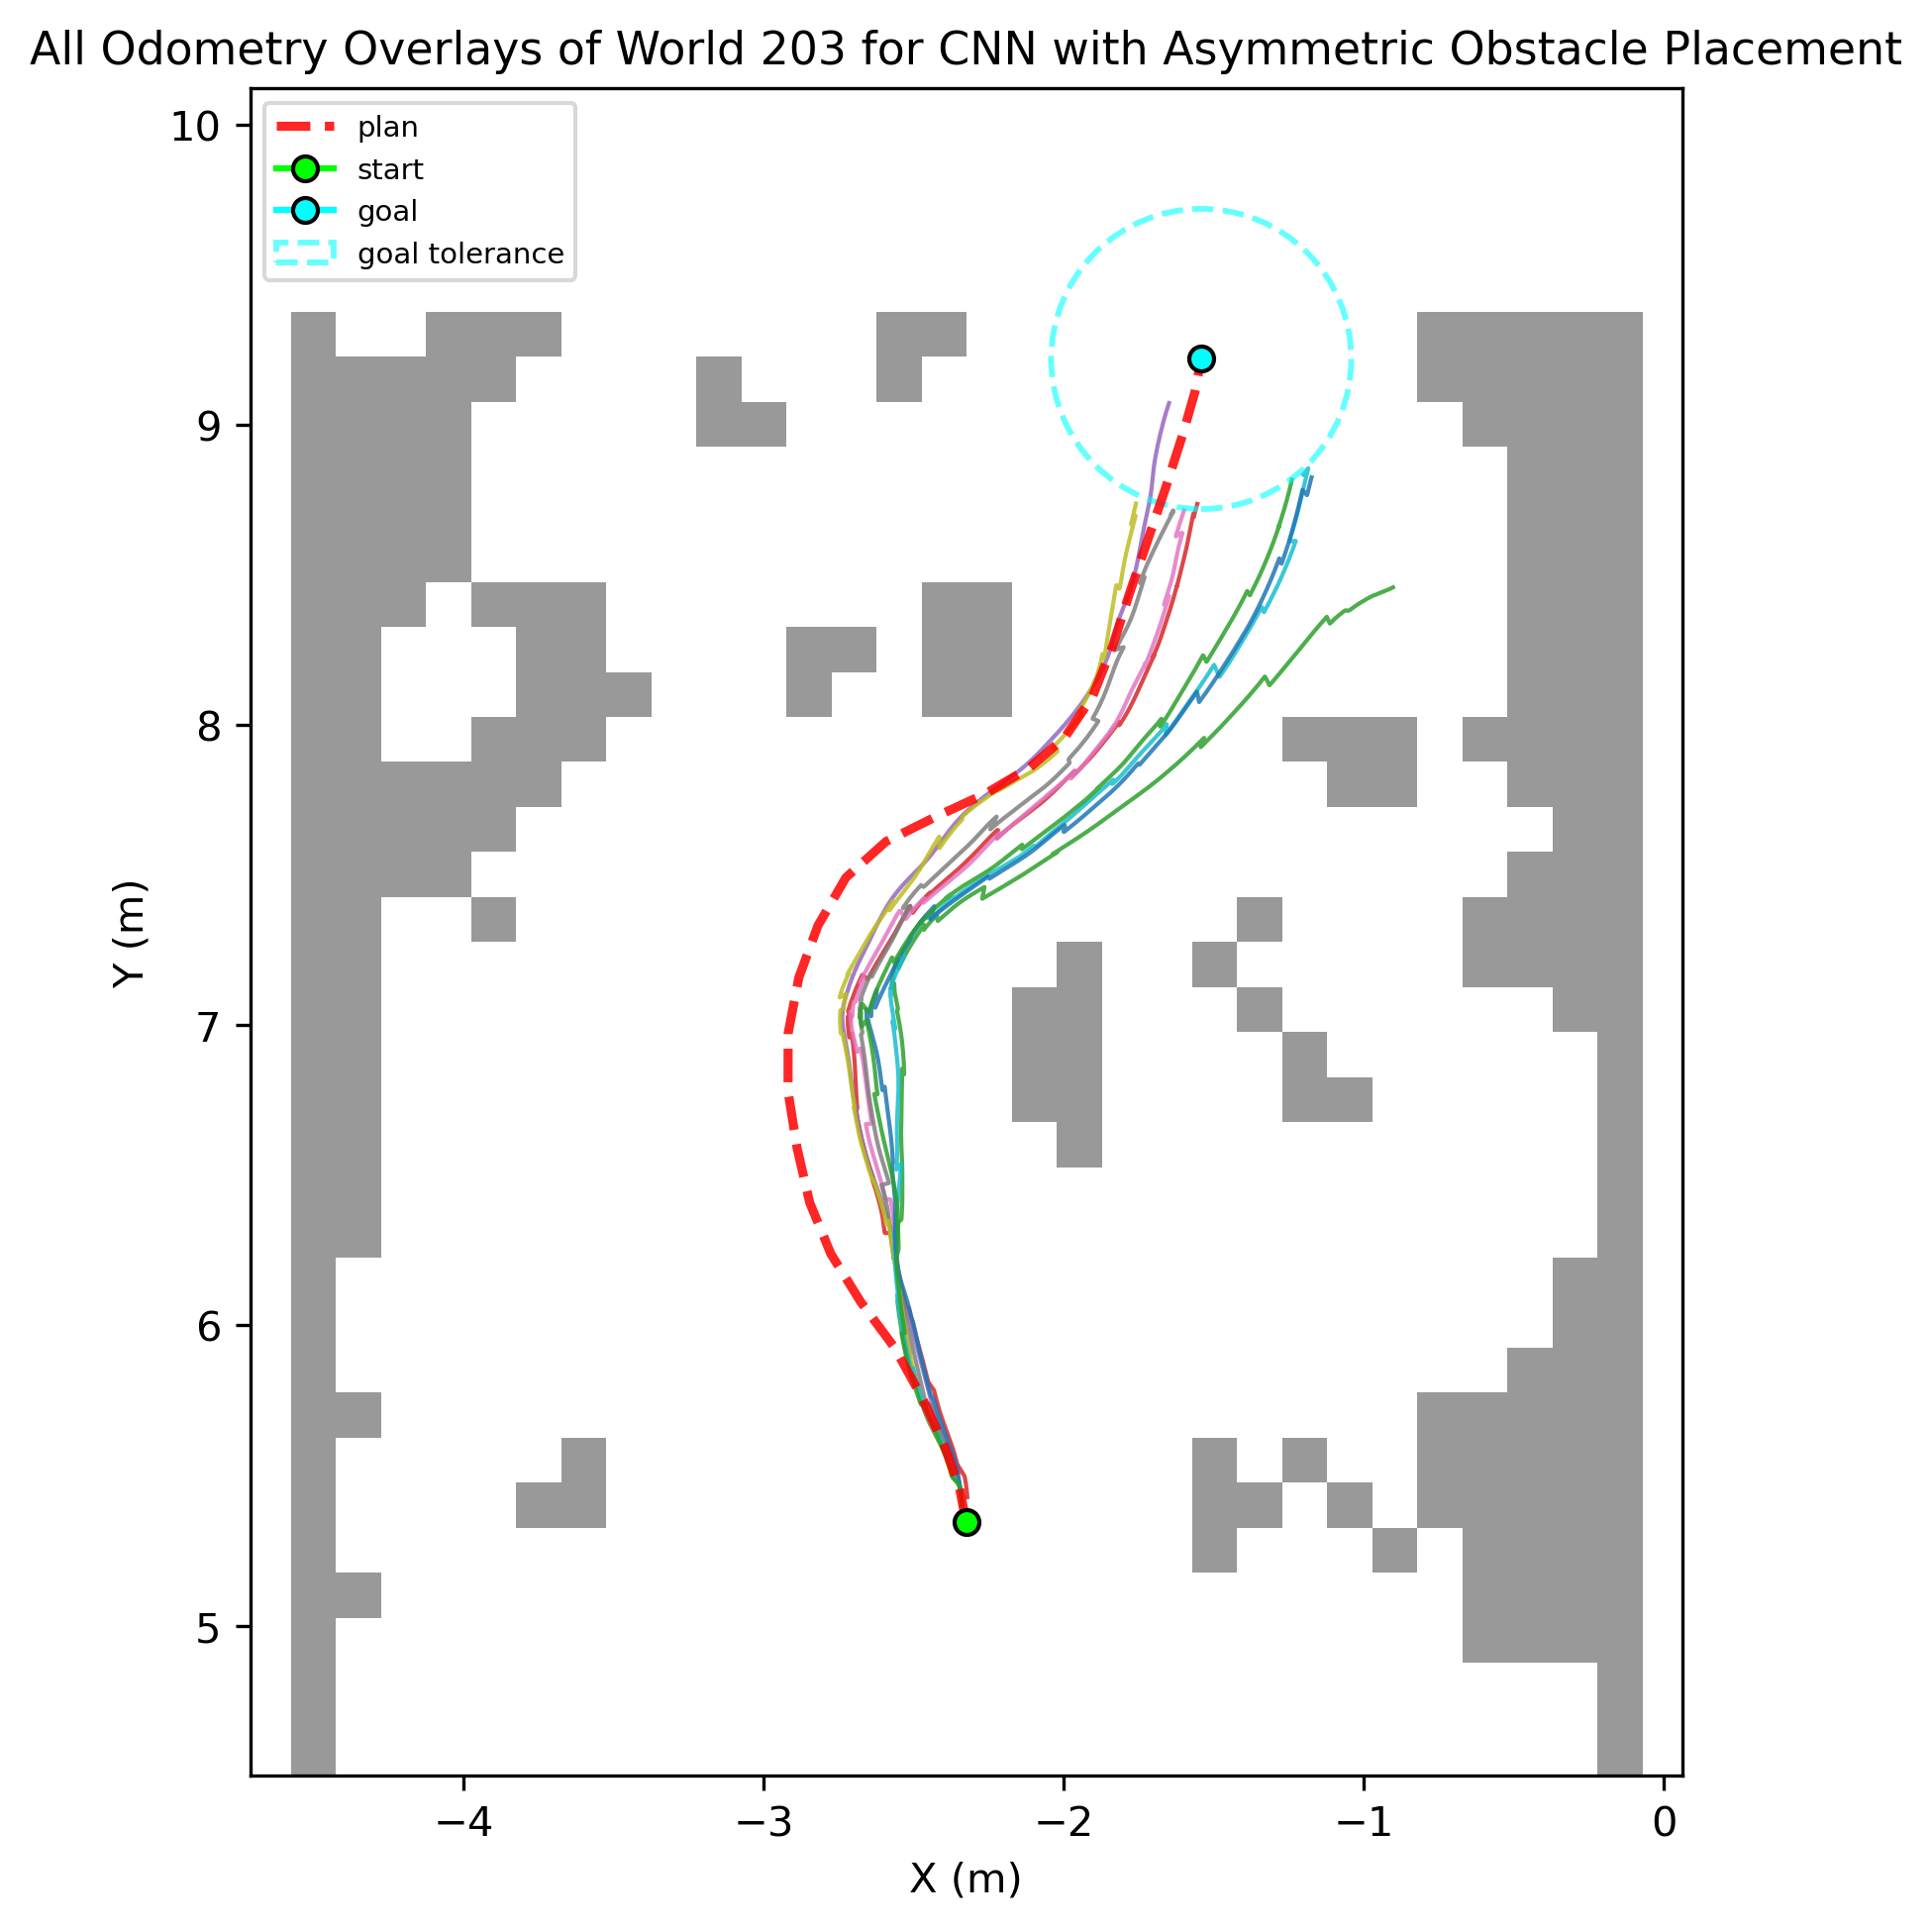 All Odometry Overlays of World 203 for CNN with Asymmetric Obstacle Placement
plan
start
goal
goal tolerance
10
9
8
7
6
5
Y (m)
−4
−3
−2
−1
0
X (m)